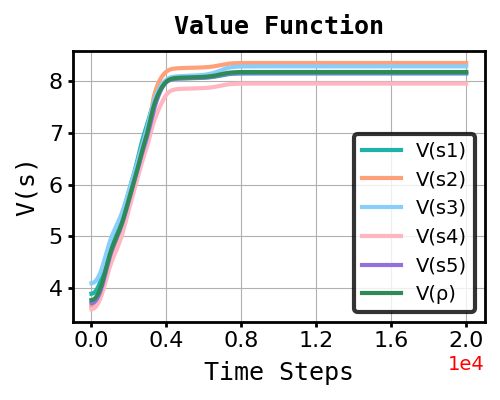 Value Function
V(s)
8
7
6
5
4
V(s1)
V(s2)
V(s3)
V(s4)
V(s5)
V(ρ)
0.0 0.4 0.8 1.2 1.6 2.0
1e4
Time Steps